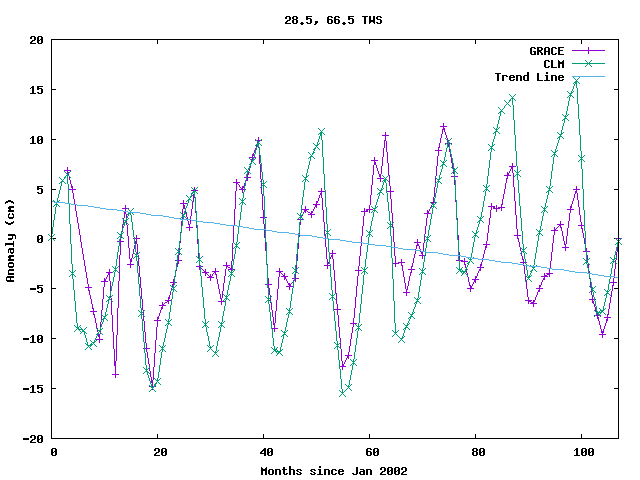 28.5, 66.5 TWS
GRACE
CLM
Trend Line
20
15
10
5
0
-5
-10
-15
-20
Anomaly (cm)
0 20 40 60 80 100
Months since Jan 2002